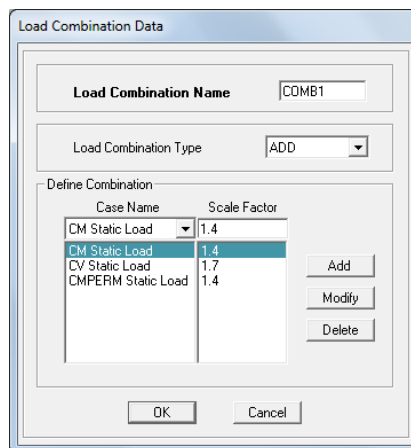 Load Combination Data
Load Combination Name COMB1
Load Combination Type ADD
Define Combination
Case Name Scale Factor
CM Static Load 1.4
CM Static Load 1.4
CV Static Load 1.7
CMPERM Static Load 1.4
Add
Modify
Delete
OK Cancel